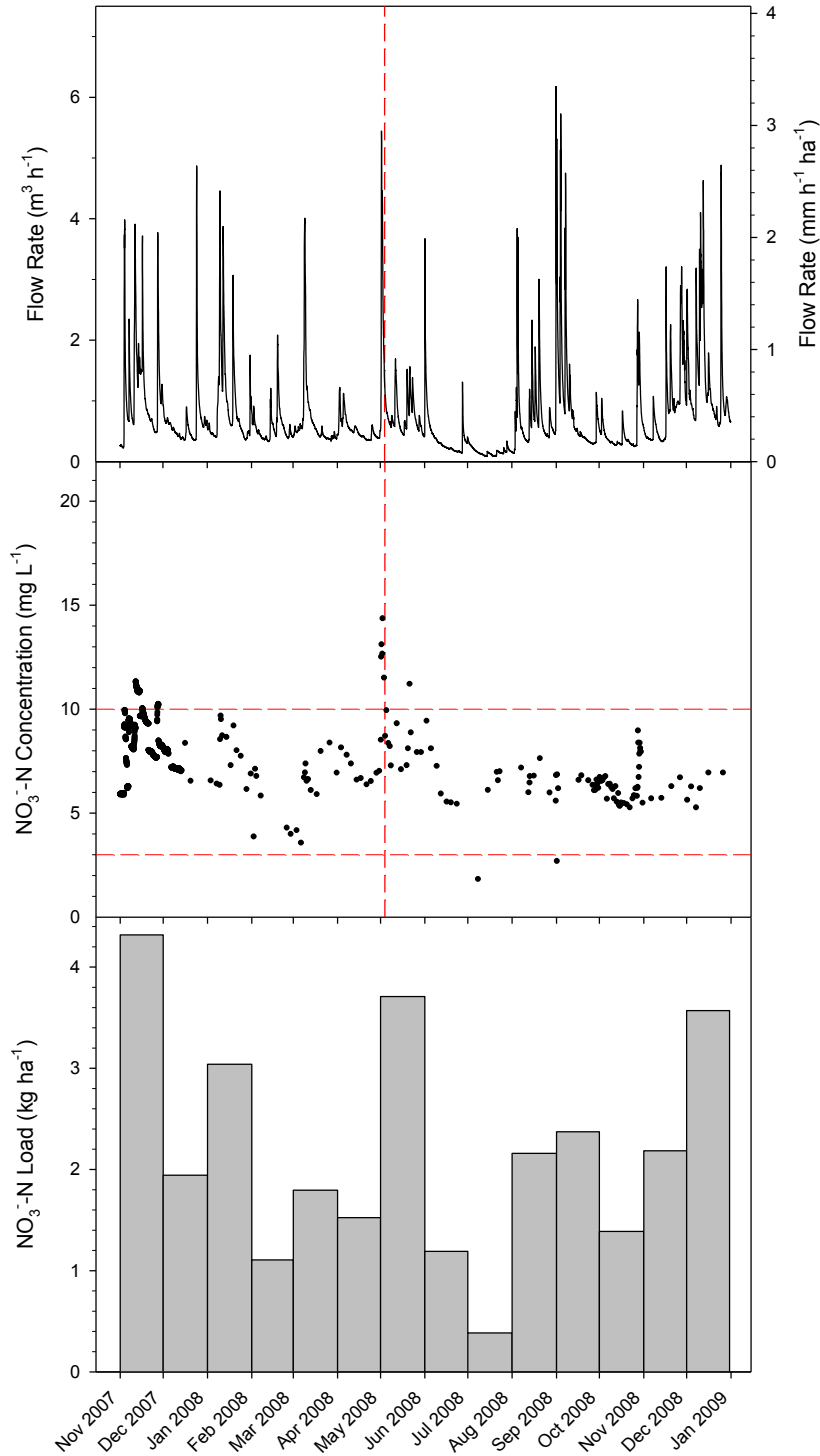 Flow Rate (m³ h⁻¹)
6
4
2
0
Flow Rate (mm h⁻¹ ha⁻¹)
4
3
2
1
0
NO₃⁻-N Concentration (mg L⁻¹)
20
15
10
5
0
NO₃⁻-N Load (kg ha⁻¹)
4
3
2
1
0
Nov 2007
Dec 2007
Jan 2008
Feb 2008
Mar 2008
Apr 2008
May 2008
Jun 2008
Jul 2008
Aug 2008
Sep 2008
Oct 2008
Nov 2008
Dec 2008
Jan 2009